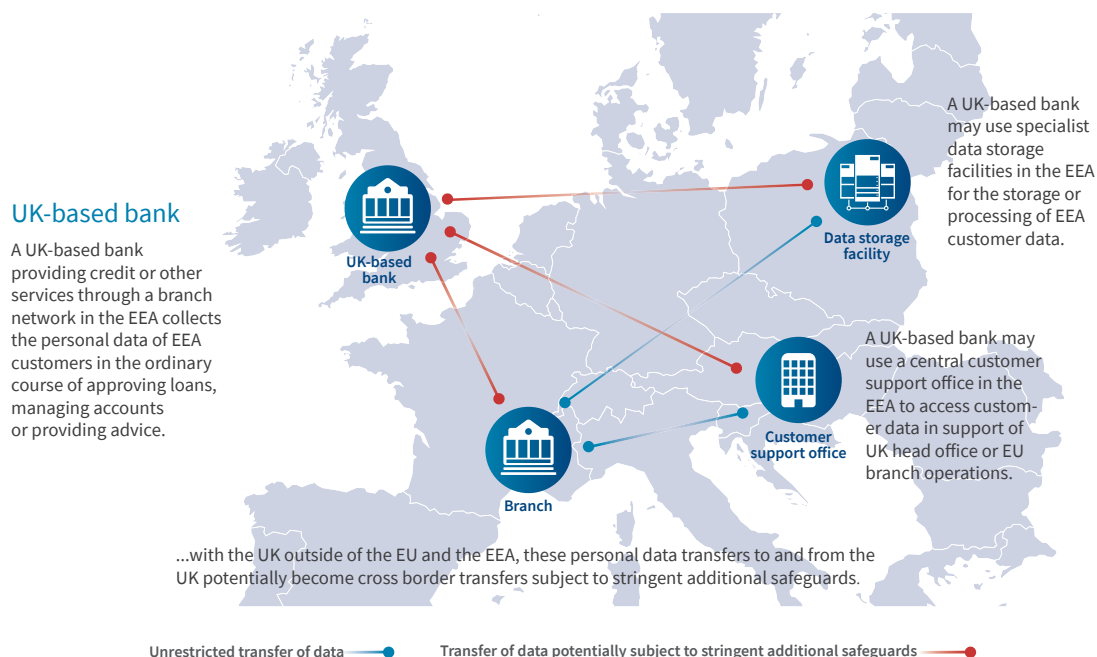 UK-based bank
A UK-based bank
providing credit or other
services through a branch
network in the EEA collects
the personal data of EEA
customers in the ordinary
course of approving loans,
managing accounts
or providing advice.
UK-based
bank
A UK-based bank
may use specialist
data storage
facilities in the EEA
for the storage or
processing of EEA
customer data.
Data storage
facility
A UK-based bank may
use a central customer
support office in the
EEA to access custom-
er data in support of
UK head office or EU
branch operations.
Customer
support office
Branch
...with the UK outside of the EU and the EEA, these personal data transfers to and from the
UK potentially become cross border transfers subject to stringent additional safeguards.
Unrestricted transfer of data
Transfer of data potentially subject to stringent additional safeguards